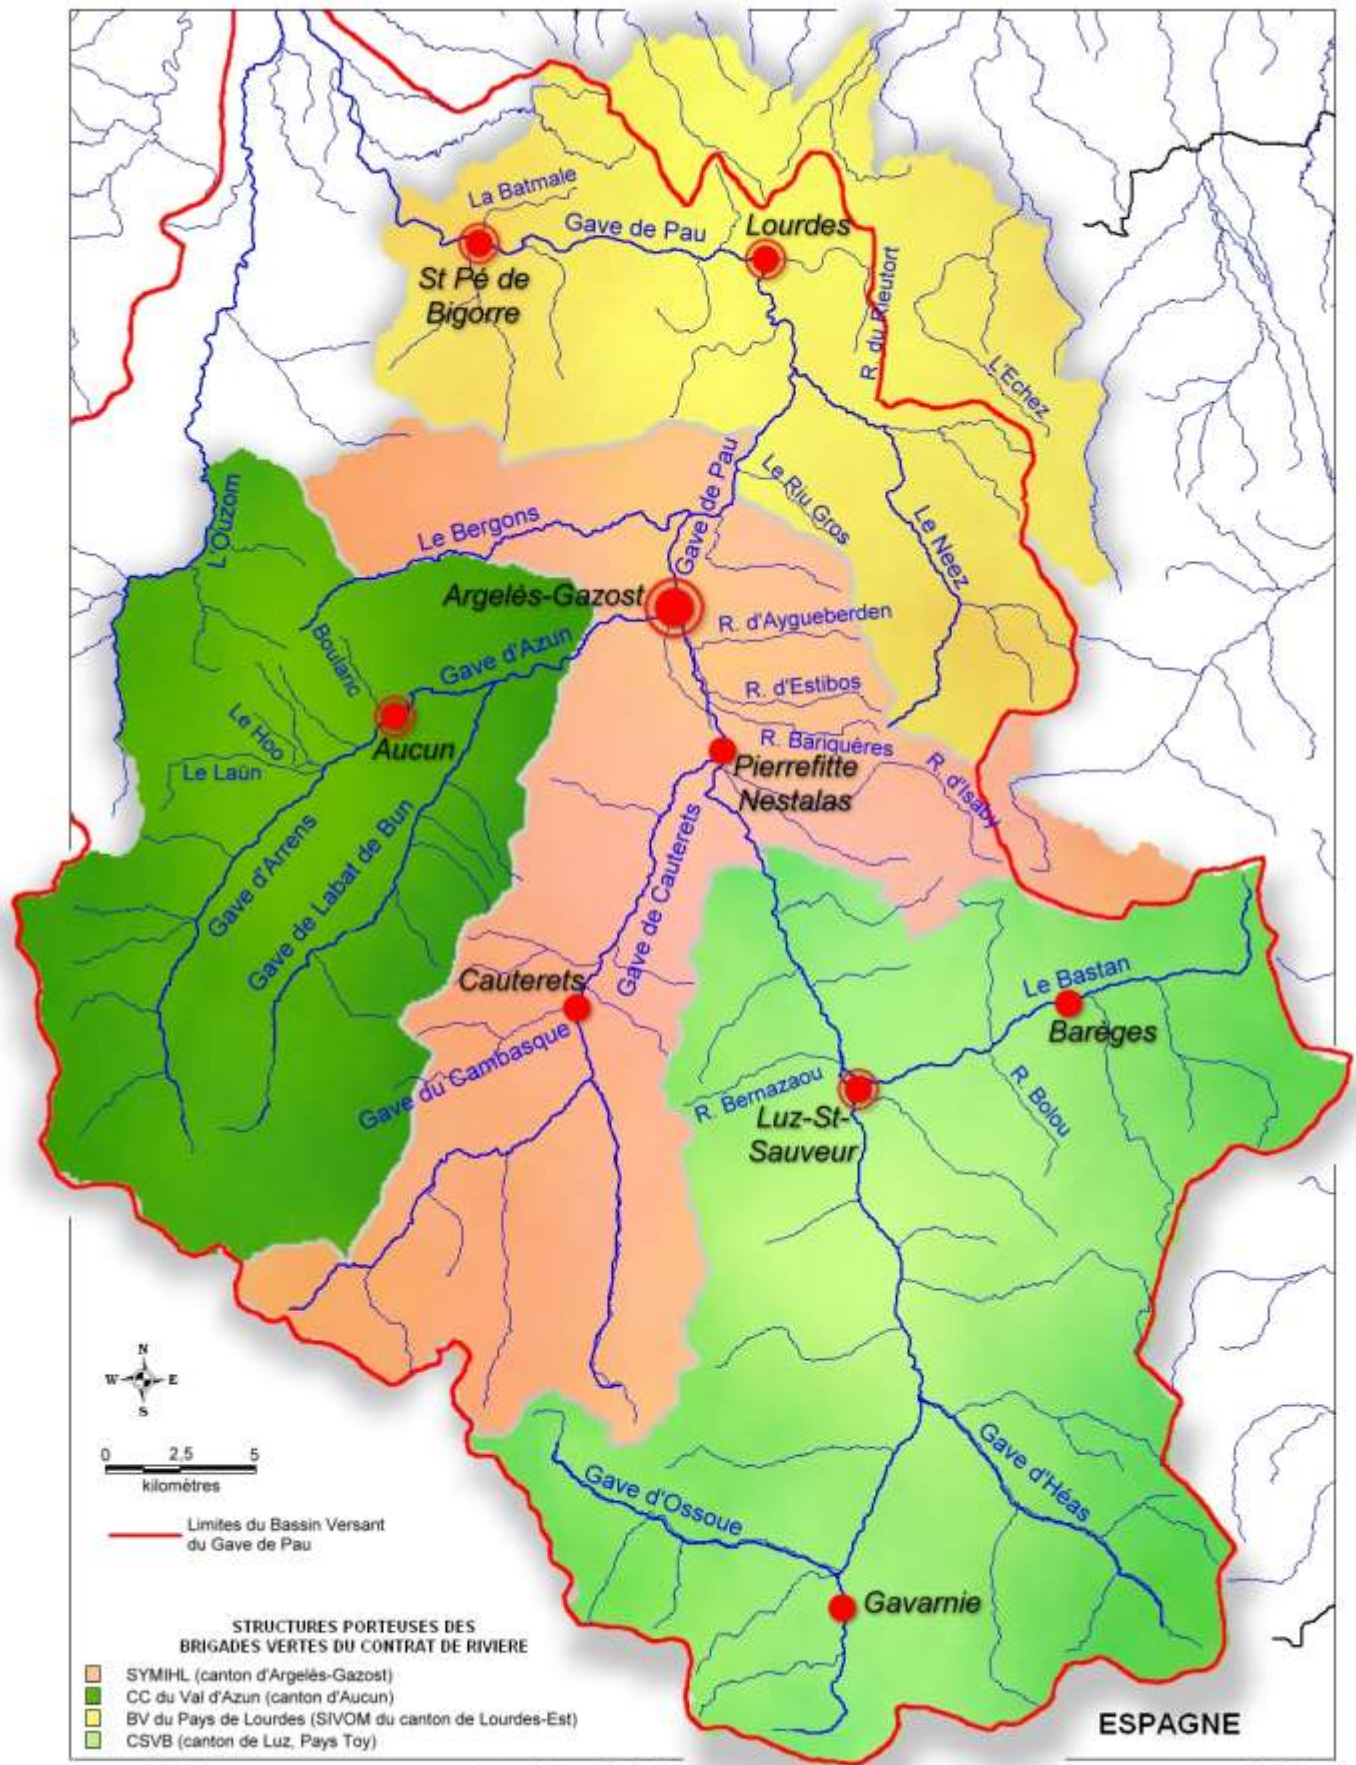 La Batmale
Gave de Pau
Lourdes
St Pé de
Bigorre
R. du Rieutort
L'Echez
Gave de Pau
Le Riu Gros
L'Ouzom
Le Bergons
Le Neez
Argelès-Gazost
R. d'Aygueberden
Boularic
Gave d'Azun
R. d'Estibos
Le Hoo
Aucun
R. Bariquères
Le Laün
Pierrefitte
Nestalas
R. d'Isaby
Gave d'Arrens
Gave de Labat de Bun
Gave de Cauterets
Cauterets
Le Bastan
Barèges
Gave du Cambasque
R. Bernazaou
R. Bolou
Luz-St-
Sauveur
N
W E
S
0 2,5 5
kilomètres
Gave d'Ossoue
Gave d'Héas
Limites du Bassin Versant
du Gave de Pau
Gavarnie
STRUCTURES PORTEUSES DES
BRIGADES VERTES DU CONTRAT DE RIVIERE
SYMIHL (canton d'Argelès-Gazost)
CC du Val d'Azun (canton d'Aucun)
BV du Pays de Lourdes (SIVOM du canton de Lourdes-Est)
CSVB (canton de Luz, Pays Toy)
ESPAGNE